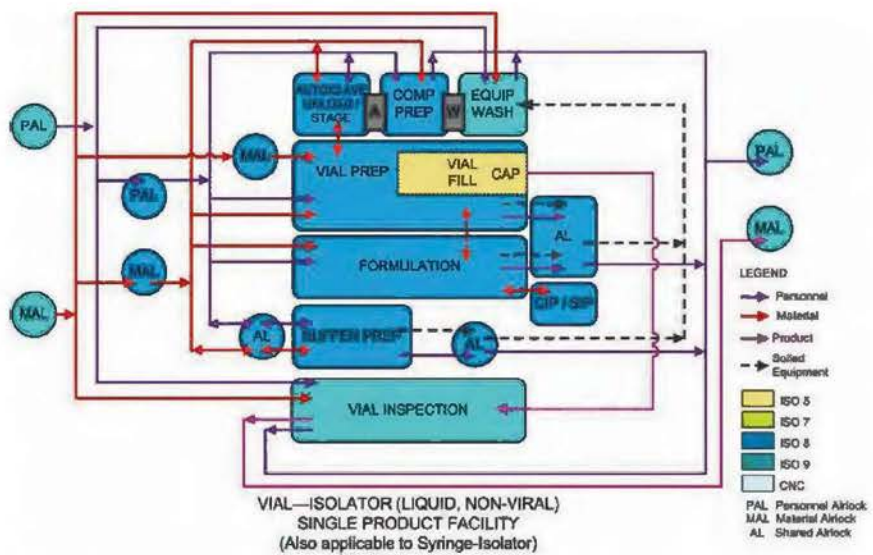 AUTOCLAVE
UNLOAD /
STAGE
A
COMP
PREP
W
EQUIP
WASH
PAL
MAL
VIAL PREP
VIAL
FILL
CAP
PAL
PAL
MAL
AL
MAL
FORMULATION
LEGEND
Personnel
Material
Product
Soiled
Equipment
CIP / SIP
MAL
AL
BUFFER PREP
AL
VIAL INSPECTION
ISO 5
ISO 7
ISO 8
ISO 9
CNC
PAL Personnel Airlock
MAL Material Airlock
AL Shared Airlock
VIAL—ISOLATOR (LIQUID, NON-VIRAL)
SINGLE PRODUCT FACILITY
(Also applicable to Syringe-Isolator)